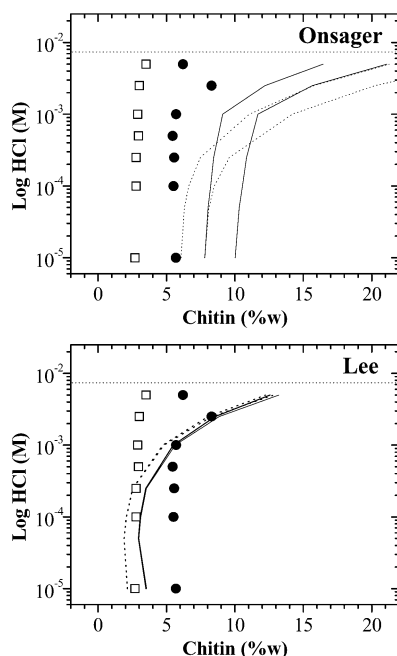 Onsager
10⁻²
10⁻³
10⁻⁴
10⁻⁵
Log HCl (M)
0 5 10 15 20
Chitin (%w)
Lee
10⁻²
10⁻³
10⁻⁴
10⁻⁵
Log HCl (M)
0 5 10 15 20
Chitin (%w)